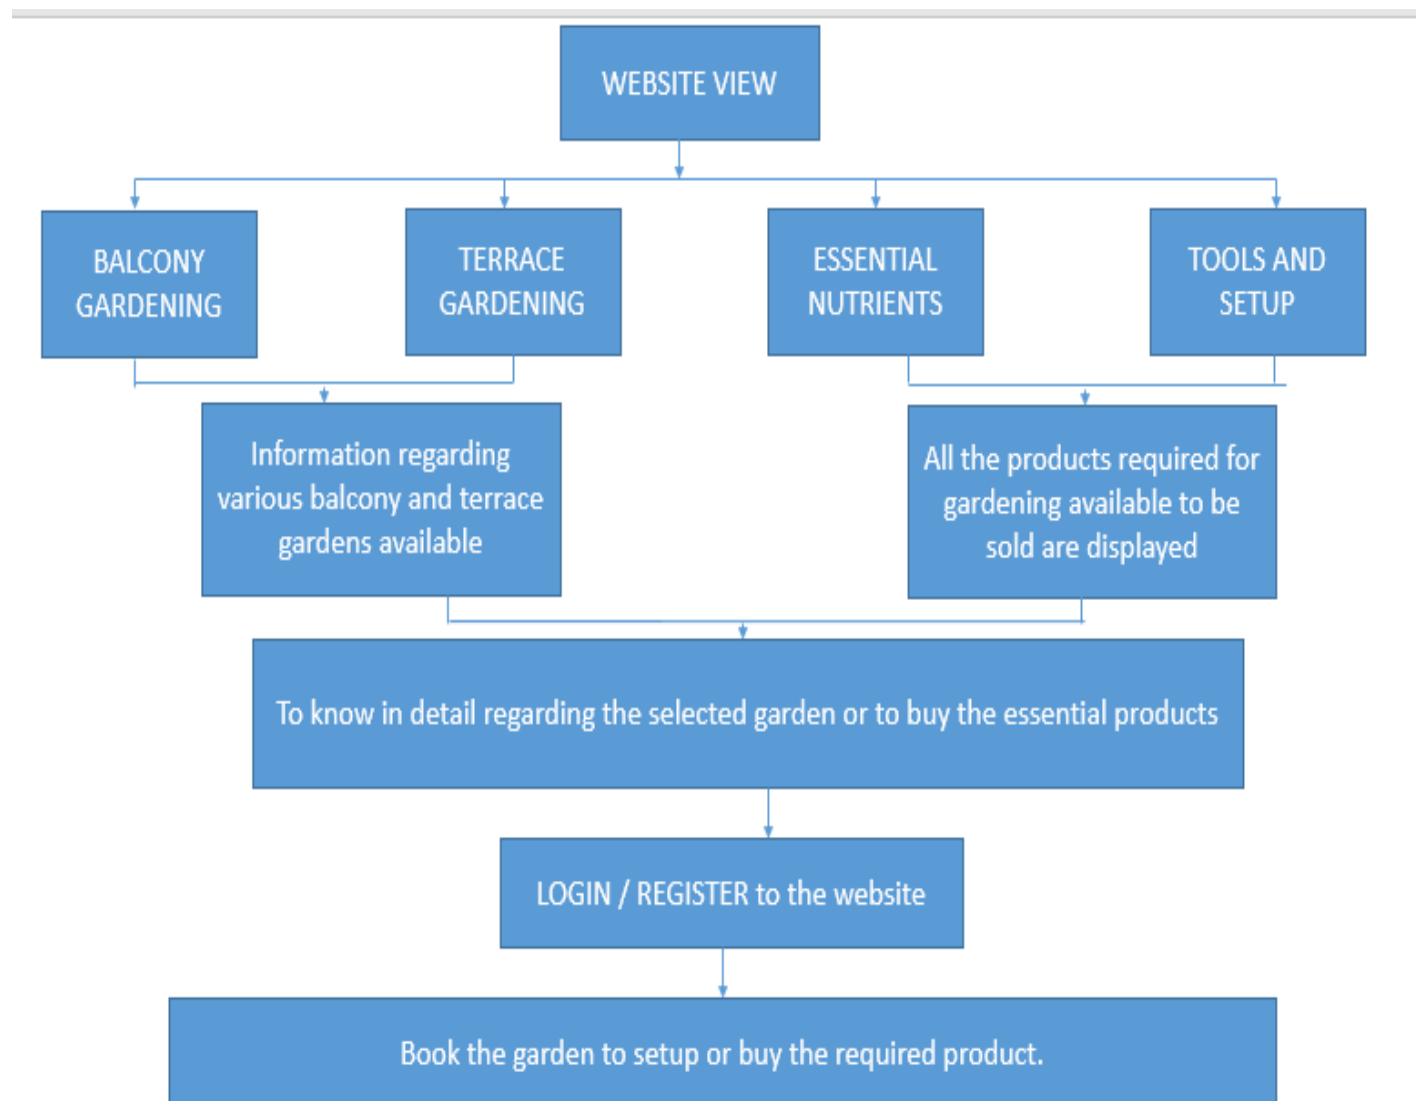 WEBSITE VIEW
BALCONY
GARDENING
TERRACE
GARDENING
ESSENTIAL
NUTRIENTS
TOOLS AND
SETUP
Information regarding
various balcony and terrace
gardens available
All the products required for
gardening available to be
sold are displayed
To know in detail regarding the selected garden or to buy the essential products
LOGIN / REGISTER to the website
Book the garden to setup or buy the required product.